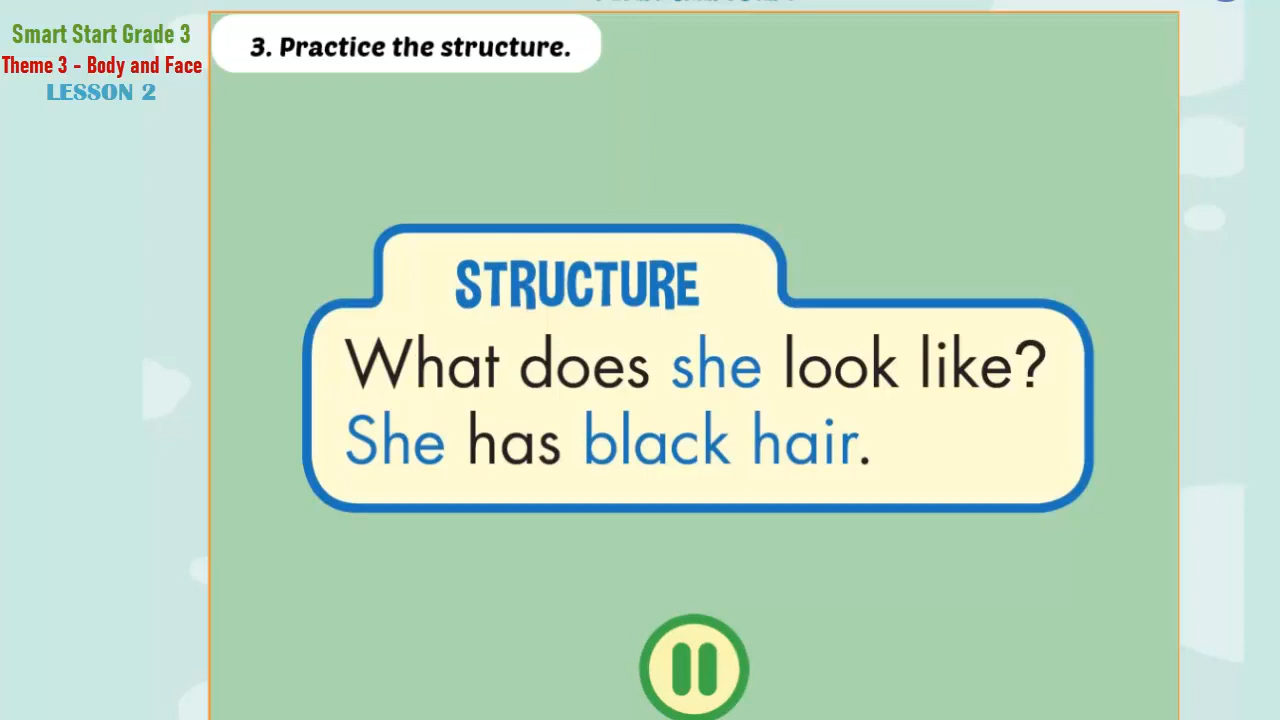 Smart Start Grade 3
Theme 3 - Body and Face
LESSON 2
3. Practice the structure.
STRUCTURE
What does she look like?
She has black hair.